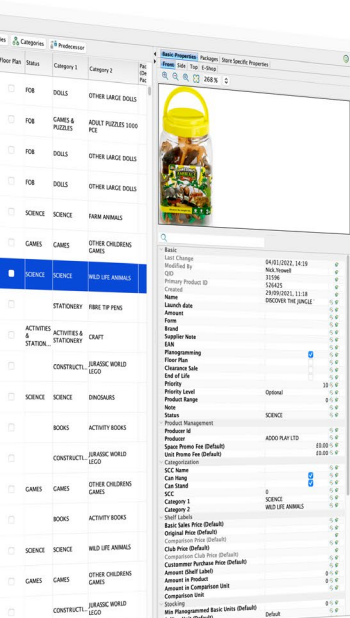 ies Categories Predecessor
Floor Plan Status Category 1 Category 2 Pac
(De
Pac
FOB DOLLS OTHER LARGE DOLLS
FOB GAMES & PUZZLES ADULT PUZZLES 1000 PCE
FOB DOLLS OTHER LARGE DOLLS
FOB DOLLS OTHER LARGE DOLLS
SCIENCE SCIENCE FARM ANIMALS
GAMES GAMES OTHER CHILDRENS GAMES
SCIENCE SCIENCE WILD LIFE ANIMALS
STATIONERY FIBRE TIP PENS
ACTIVITIES & STATION... ACTIVITIES & STATIONERY CRAFT
CONSTRUCTI... JURASSIC WORLD LEGO
SCIENCE SCIENCE DINOSAURS
BOOKS ACTIVITY BOOKS
CONSTRUCTI... JURASSIC WORLD LEGO
GAMES GAMES OTHER CHILDRENS GAMES
BOOKS ACTIVITY BOOKS
SCIENCE SCIENCE WILD LIFE ANIMALS
GAMES GAMES OTHER CHILDRENS GAMES
CONSTRUCTI... JURASSIC WORLD LEGO
Basic Properties Packages Store Specific Properties
Front Side Top E-Shop
268 %
Basic
Last Change 04/01/2022, 14:19
Modified By Nick.Yeowell
QID 31596
Primary Product ID 526425
Created 29/09/2021, 11:18
Name DISCOVER THE JUNGLE
Launch date
Amount
Form
Brand
Supplier Note
EAN
Planogramming
Floor Plan
Clearance Sale
End of Life
Priority 10
Priority Level Optional
Product Range 0
Note
Status SCIENCE
Product Management
Producer Id
Producer ADDO PLAY LTD
Space Promo Fee (Default) £0.00
Unit Promo Fee (Default) £0.00
Categorization
SCC Name
Can Hang
Can Stand
SCC 0
Category 1 SCIENCE
Category 2 WILD LIFE ANIMALS
Shelf Labels
Basic Sales Price (Default)
Original Price (Default)
Comparison Price (Default)
Club Price (Default)
Comparison Club Price (Default)
Custommer Purchase Price (Default)
Amount (Shelf Label) 0
Amount in Product 0
Amount in Comparison Unit 0
Comparison Unit
Stocking
Min Planogrammed Basic Units (Default) 0
Default